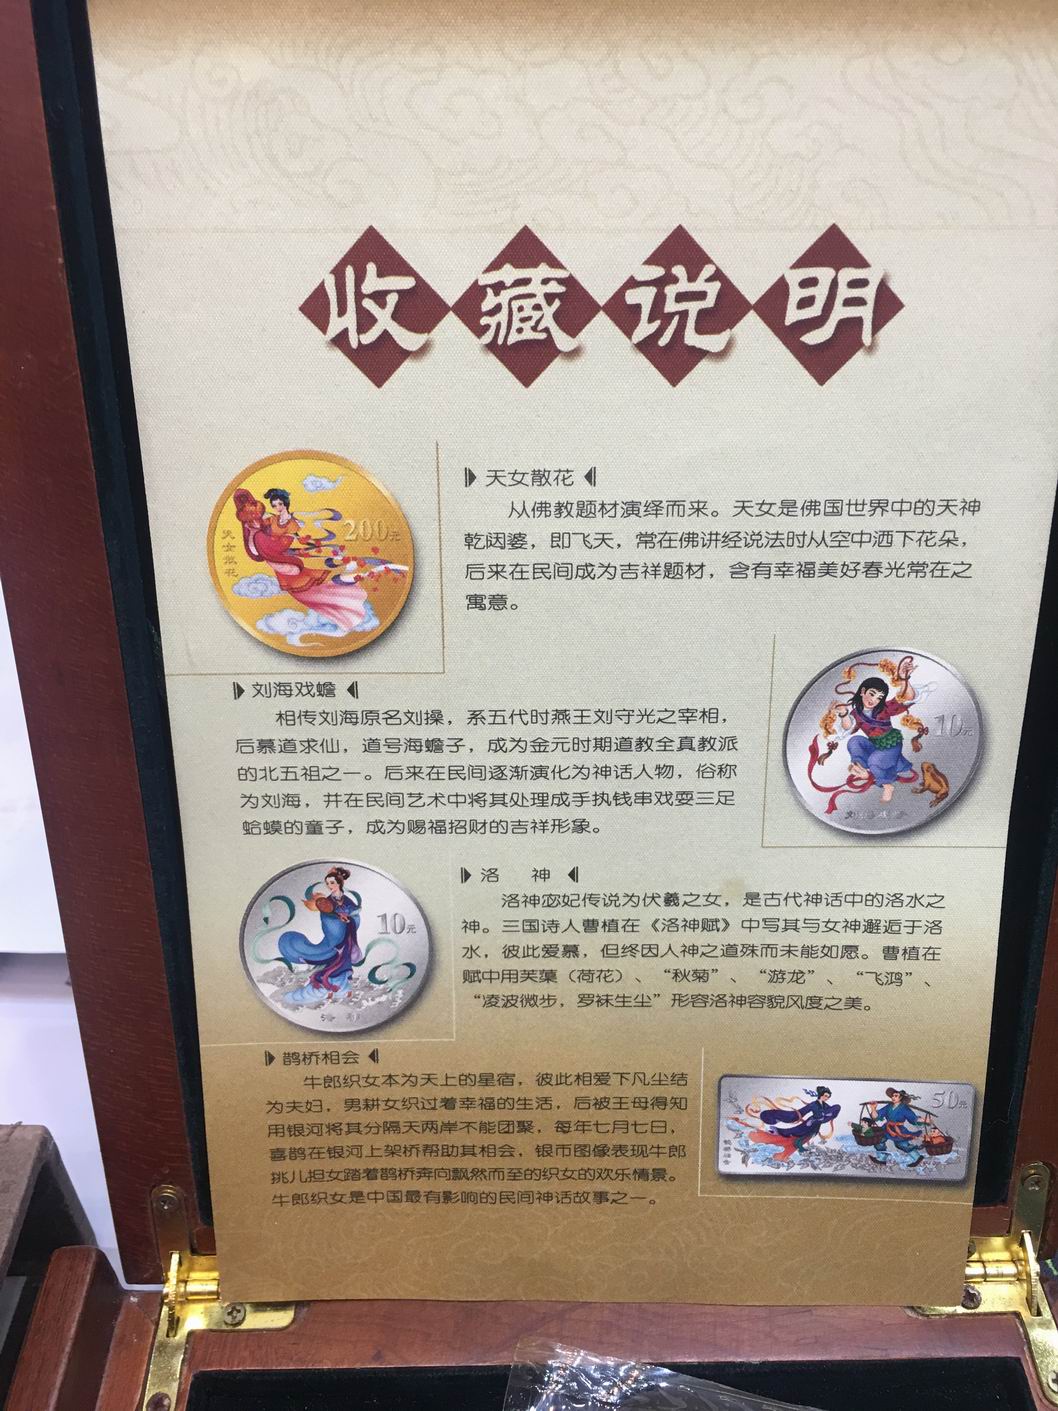 收藏说明
天女散花
从佛教题材演绎而来。天女是佛国世界中的天神
乾闼婆，即飞天，常在佛讲经说法时从空中洒下花朵，
后来在民间成为吉祥题材，含有幸福美好春光常在之
寓意。
天女散花
200元
刘海戏蟾
相传刘海原名刘操，系五代时燕王刘守光之宰相，
后慕道求仙，道号海蟾子，成为金元时期道教全真教派
的北五祖之一。后来在民间逐渐演化为神话人物，俗称
为刘海，并在民间艺术中将其处理成手执钱串戏耍三足
蛤蟆的童子，成为赐福招财的吉祥形象。
10元
洛 神
洛神宓妃传说为伏羲之女，是古代神话中的洛水之
神。三国诗人曹植在《洛神赋》中写其与女神邂逅于洛
水，彼此爱慕，但终因人神之道殊而未能如愿。曹植在
赋中用芙蕖（荷花）、“秋菊”、“游龙”、“飞鸿”、
“凌波微步，罗袜生尘”形容洛神容貌风度之美。
10元
洛神
鹊桥相会
牛郎织女本为天上的星宿，彼此相爱下凡尘结
为夫妇，男耕女织过着幸福的生活，后被王母得知
用银河将其分隔天两岸不能团聚，每年七月七日，
喜鹊在银河上架桥帮助其相会，银币图像表现牛郎
挑儿担女踏着鹊桥奔向飘然而至的织女的欢乐情景。
牛郎织女是中国最有影响的民间神话故事之一。
50元